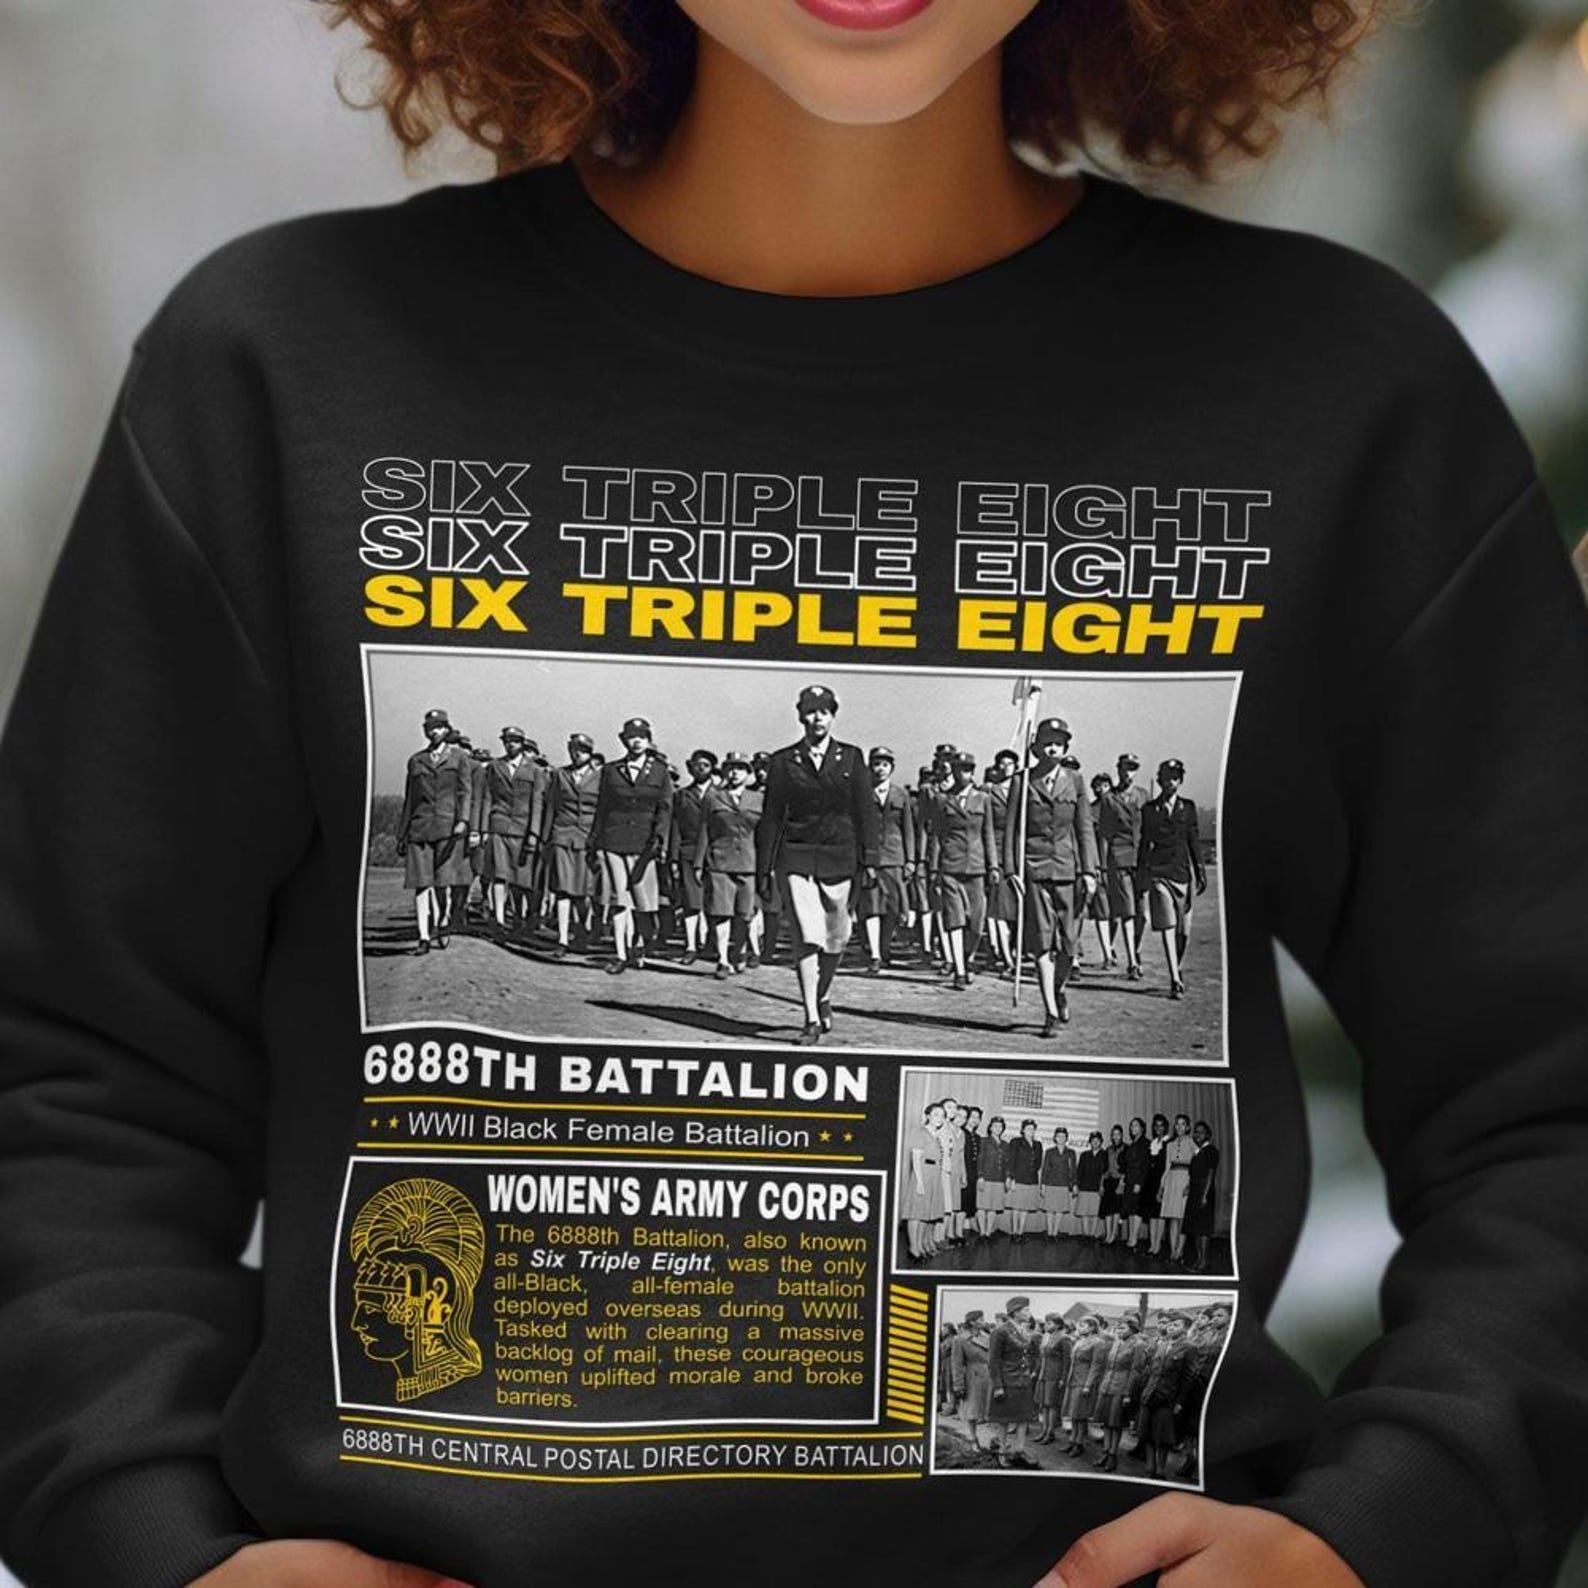 SIX TRIPLE EIGHT
SIX TRIPLE EIGHT
SIX TRIPLE EIGHT
6888TH BATTALION
★ ★ WWII Black Female Battalion ★ ★
WOMEN'S ARMY CORPS
The 6888th Battalion, also known
as Six Triple Eight, was the only
all-Black, all-female battalion
deployed overseas during WWII.
Tasked with clearing a massive
backlog of mail, these courageous
women uplifted morale and broke
barriers.
6888TH CENTRAL POSTAL DIRECTORY BATTALION